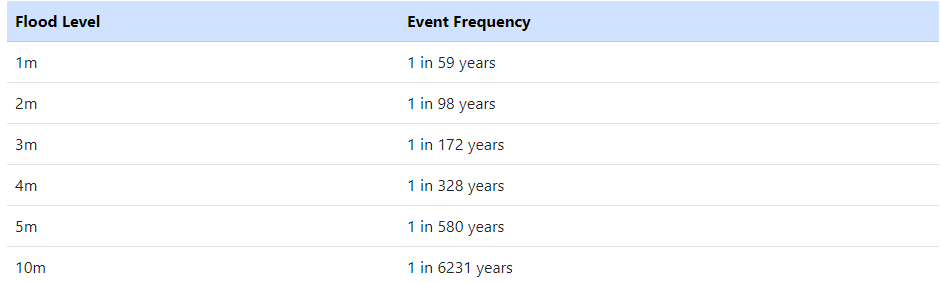 Flood Level Event Frequency
1m 1 in 59 years
2m 1 in 98 years
3m 1 in 172 years
4m 1 in 328 years
5m 1 in 580 years
10m 1 in 6231 years